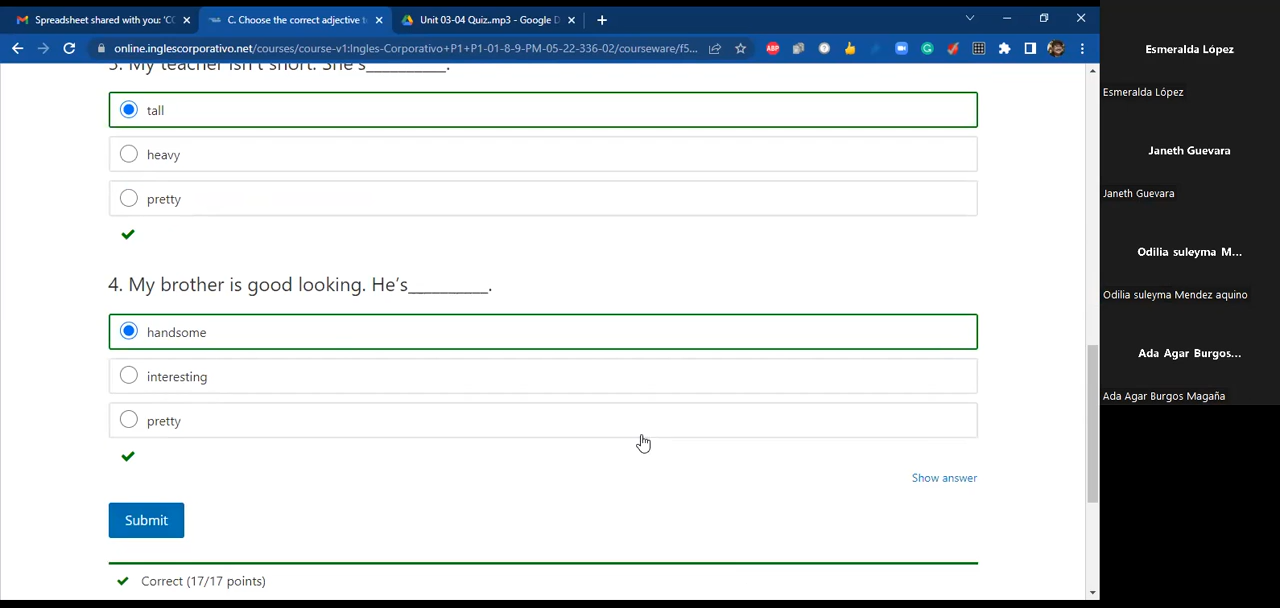 Spreadsheet shared with you: 'CC
C. Choose the correct adjective t
Unit 03-04 Quiz..mp3 - Google D
online.inglescorporativo.net/courses/course-v1:Ingles-Corporativo+P1+P1-01-8-9-PM-05-22-336-02/courseware/f5...
3. My teacher isn't short. She's__________.
tall
heavy
pretty
4. My brother is good looking. He's__________.
handsome
interesting
pretty
Show answer
Submit
Correct (17/17 points)
Esmeralda López
Esmeralda López
Janeth Guevara
Janeth Guevara
Odilia suleyma M...
Odilia suleyma Mendez aquino
Ada Agar Burgos...
Ada Agar Burgos Magaña